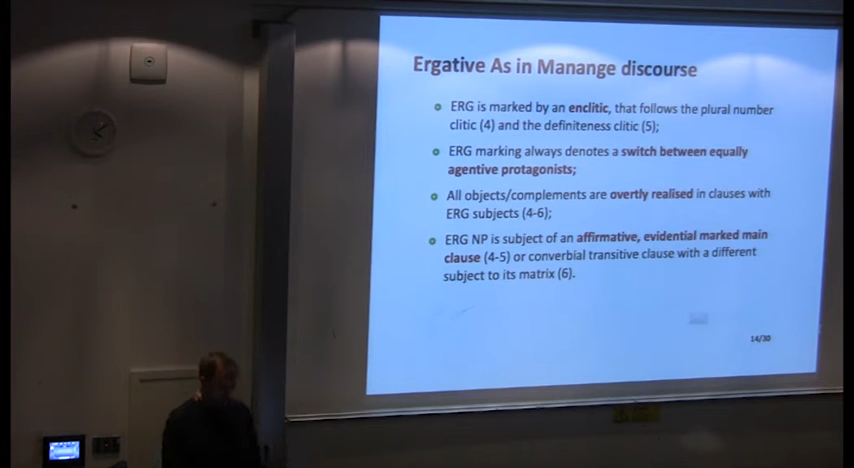 Ergative As in Manange discourse
ERG is marked by an enclitic, that follows the plural number
clitic (4) and the definiteness clitic (5);
ERG marking always denotes a switch between equally
agentive protagonists;
All objects/complements are overtly realised in clauses with
ERG subjects (4-6);
ERG NP is subject of an affirmative, evidential marked main
clause (4-5) or converbial transitive clause with a different
subject to its matrix (6).
14/30